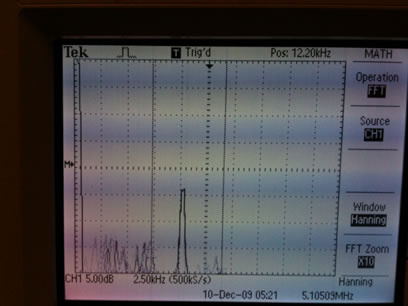 Tek T Trig'd Pos: 12.20kHz MATH
Operation
FFT
Source
CH1
M
Window
Hanning
FFT Zoom
X10
CH1 5.00dB 2.50kHz (500kS/s) Hanning
10-Dec-09 05:21 5.10509MHz